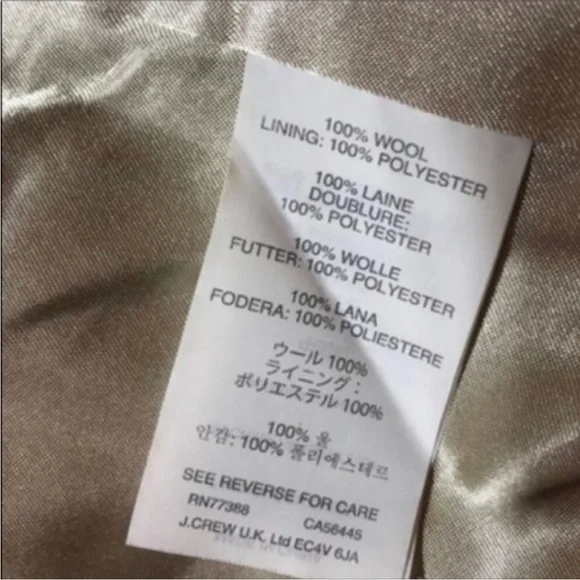 100% WOOL
LINING: 100% POLYESTER
100% LAINE
DOUBLURE:
100% POLYESTER
100% WOLLE
FUTTER: 100% POLYESTER
100% LANA
FODERA: 100% POLIESTERE
ウール 100%
ライニング:
ポリエステル 100%
100% 울
안감: 100% 폴리에스테르
SEE REVERSE FOR CARE
RN77388 CA56445
J.CREW U.K. Ltd EC4V 6JA